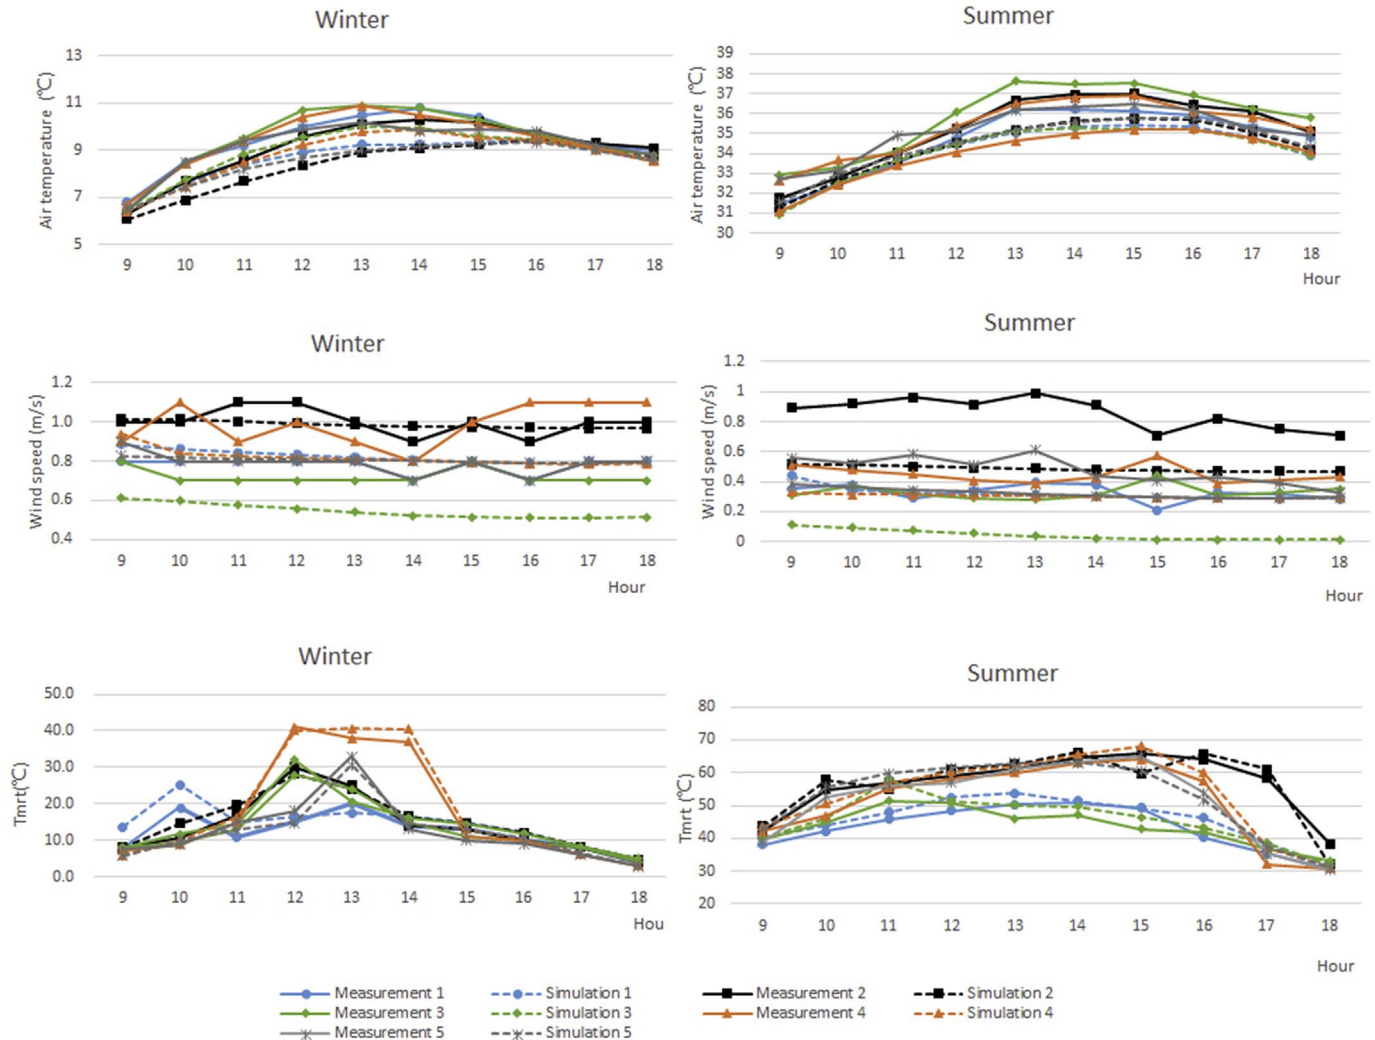 Winter
Air temperature (℃)
13
11
9
7
5
9 10 11 12 13 14 15 16 17 18
Summer
Air temperature (℃)
39
38
37
36
35
34
33
32
31
30
9 10 11 12 13 14 15 16 17 18
Hour
Winter
Wind speed (m/s)
1.2
1.0
0.8
0.6
0.4
9 10 11 12 13 14 15 16 17 18
Hour
Summer
Wind speed (m/s)
1.2
1
0.8
0.6
0.4
0.2
0
9 10 11 12 13 14 15 16 17 18
Hour
Winter
Tmrt(℃)
50.0
40.0
30.0
20.0
10.0
0.0
9 10 11 12 13 14 15 16 17 18
Hou
Summer
Tmrt (℃)
80
70
60
50
40
30
20
9 10 11 12 13 14 15 16 17 18
Hour
Measurement 1 Simulation 1 Measurement 2 Simulation 2
Measurement 3 Simulation 3 Measurement 4 Simulation 4
Measurement 5 Simulation 5